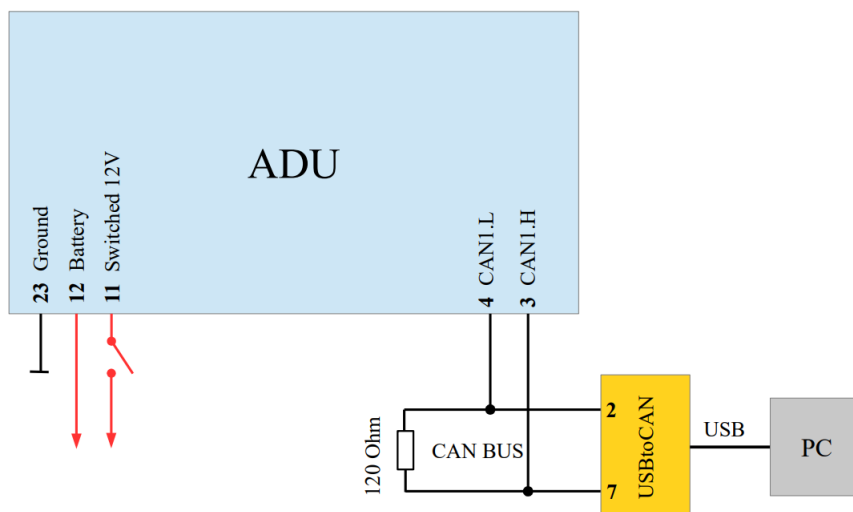 ADU
23 Ground
12 Battery
11 Switched 12V
4 CAN1.L
3 CAN1.H
120 Ohm
CAN BUS
2
7
USBtoCAN
USB
PC